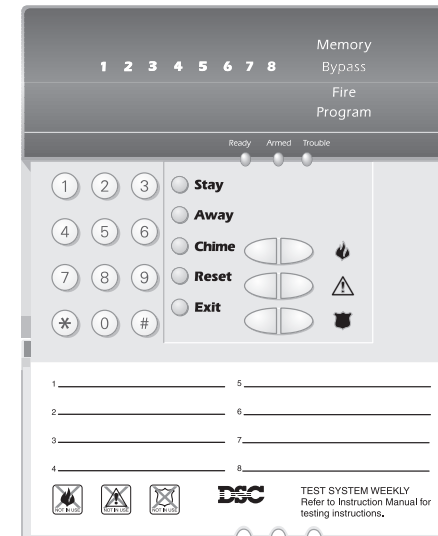 Memory
1 2 3 4 5 6 7 8 Bypass
Fire
Program
Ready Armed Trouble
1 2 3 Stay
Away
4 5 6 Chime
7 8 9 Reset
Exit
* 0 #
1 5
2 6
3 7
4 8
NOT IN USE NOT IN USE NOT IN USE
DSC
TEST SYSTEM WEEKLY
Refer to Instruction Manual for
testing instructions.